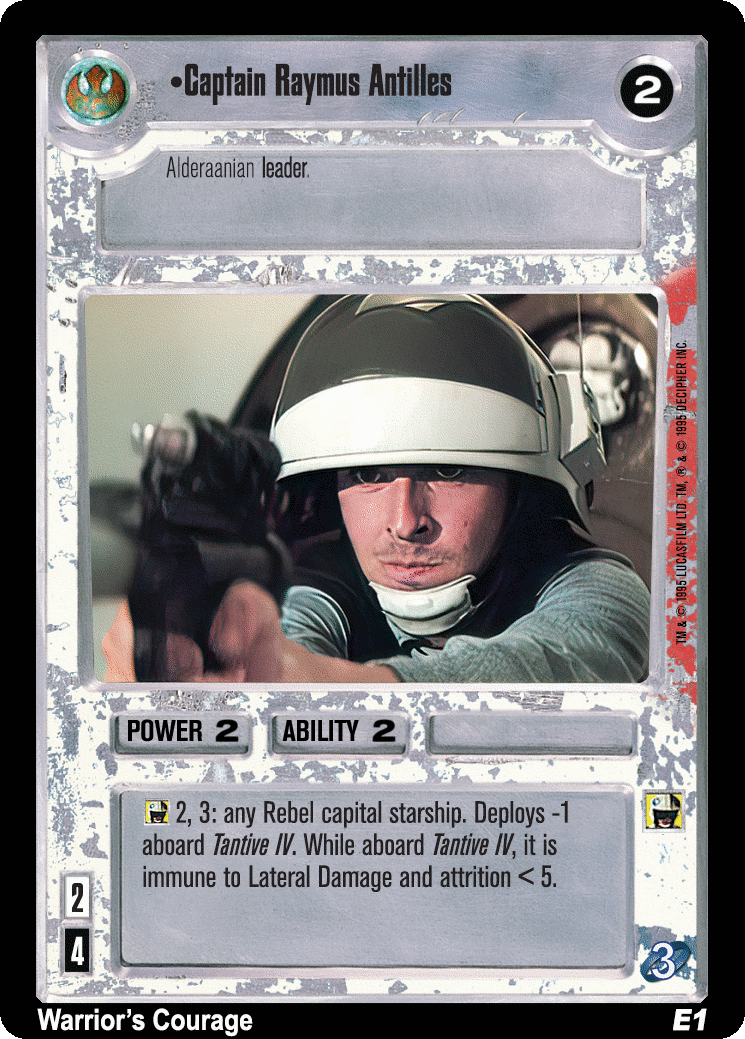 •Captain Raymus Antilles
2
Alderaanian leader.
TM & © 1995 LUCASFILM LTD. TM, ® & © 1995 DECIPHER INC.
POWER 2
ABILITY 2
2, 3: any Rebel capital starship. Deploys -1
aboard Tantive IV. While aboard Tantive IV, it is
immune to Lateral Damage and attrition < 5.
2
4
3
Warrior's Courage
E1